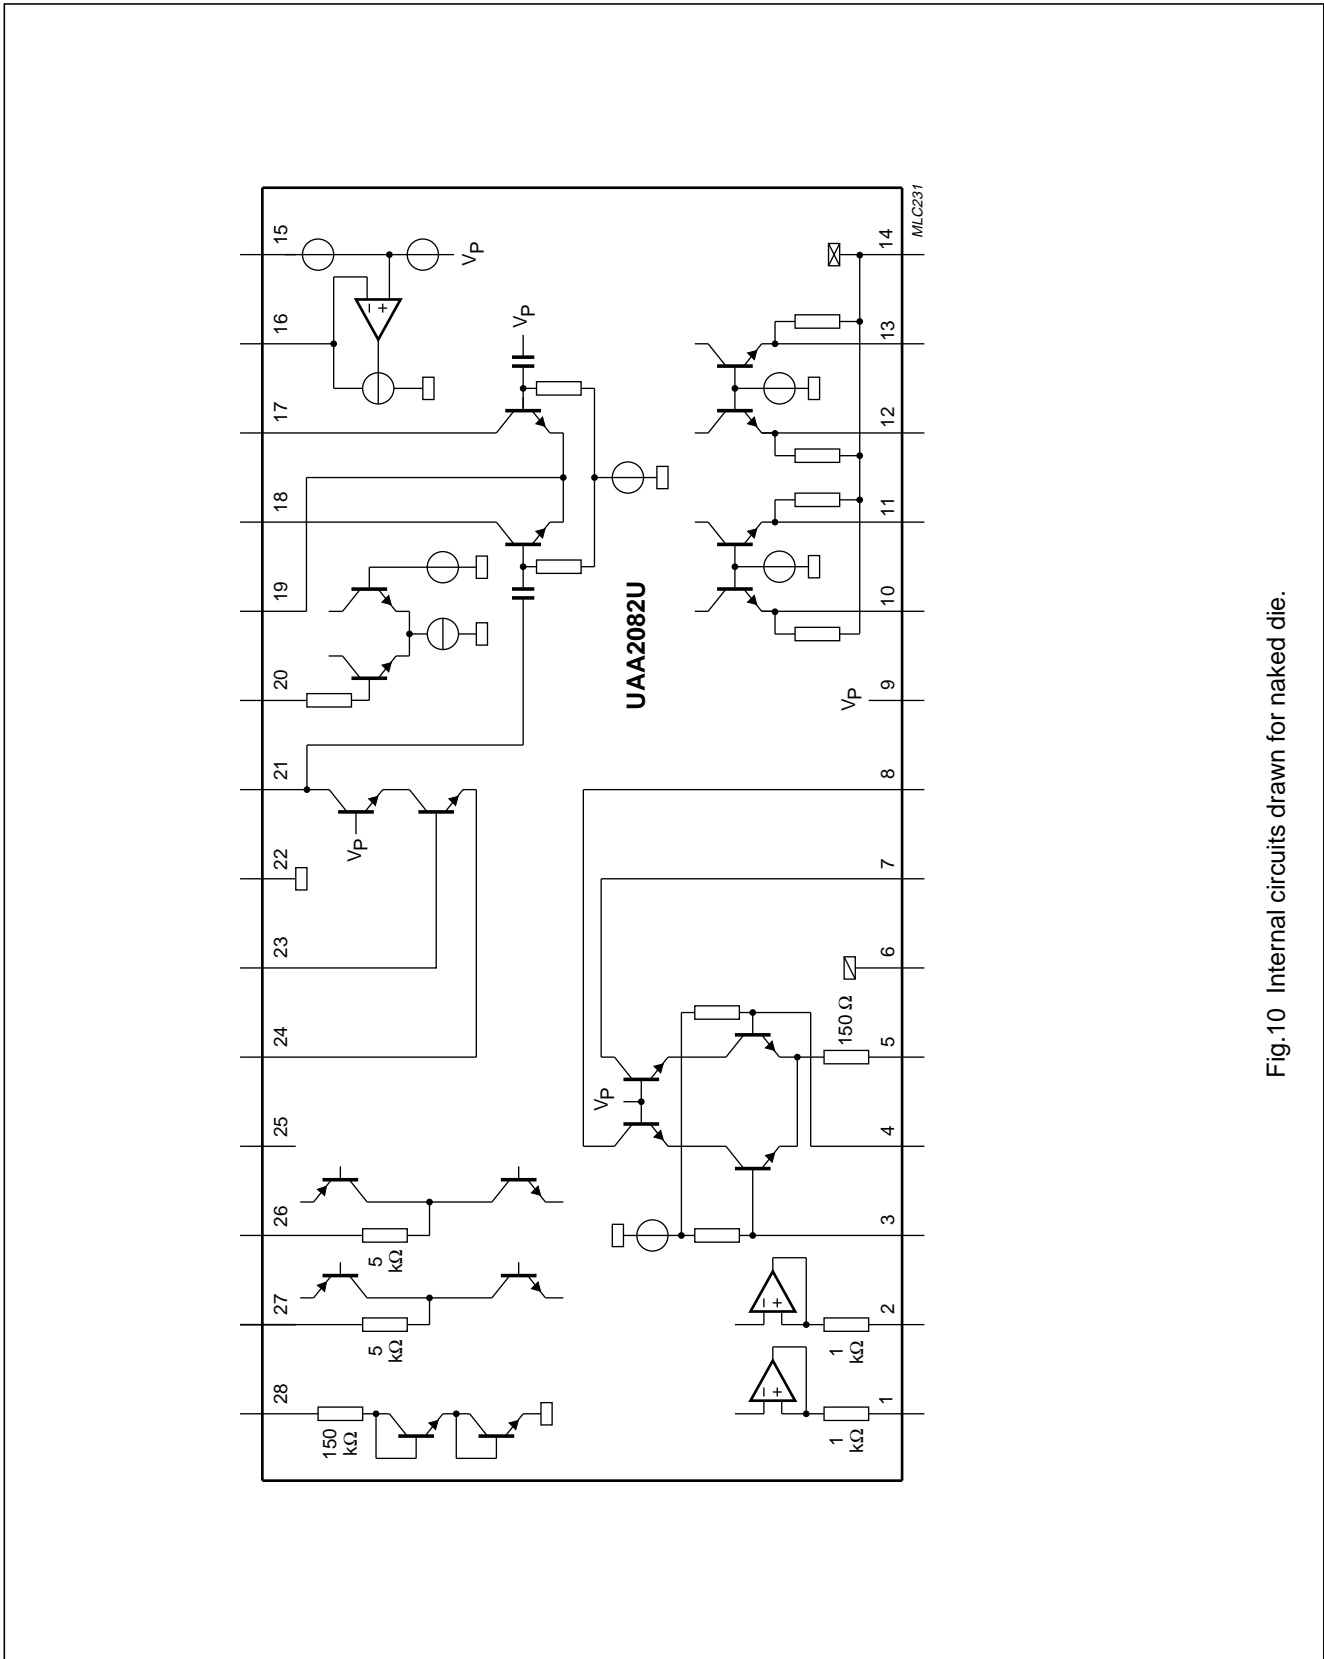 28
27
26
25
24
23
22
21
20
19
18
17
16
15
150
kΩ
5
kΩ
5
kΩ
VP
VP
VP
− +
UAA2082U
VP
− +
− +
1
kΩ
1
kΩ
150 Ω
VP
1
2
3
4
5
6
7
8
9
10
11
12
13
14
MLC231
Fig.10 Internal circuits drawn for naked die.